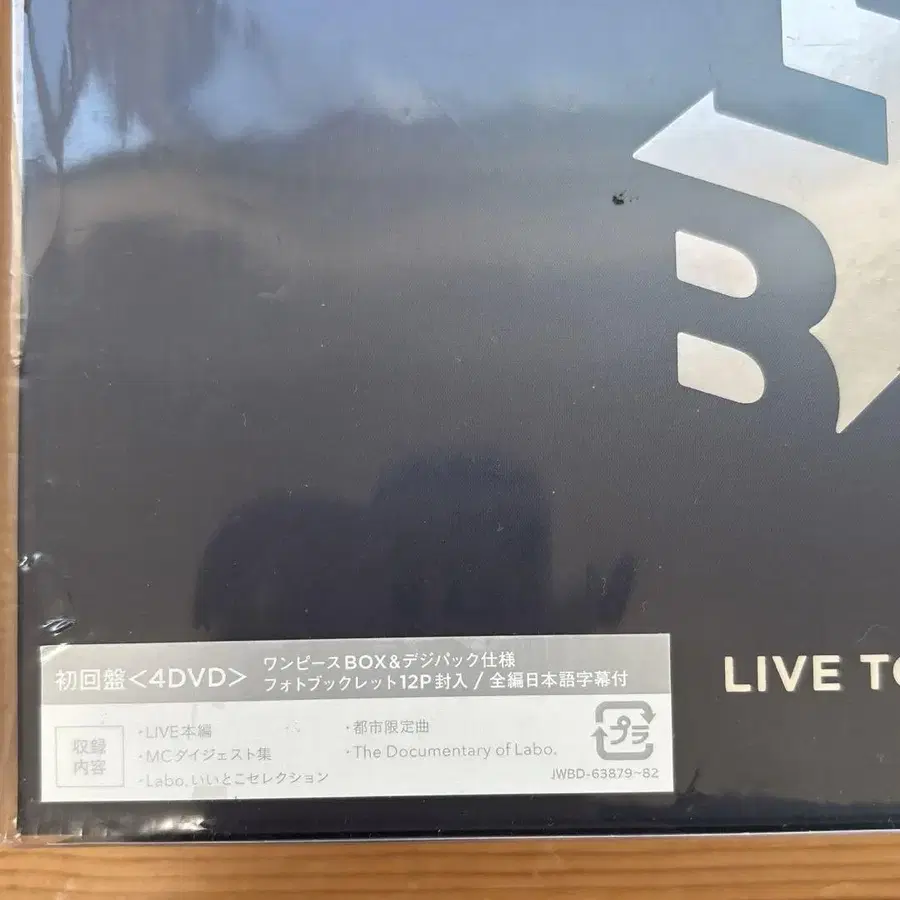 B
LIVE TO
初回盤<4DVD>
ワンピースBOX&デジパック仕様
フォトブックレット12P封入 / 全編日本語字幕付
収録
内容
・LIVE本編
・MCダイジェスト集
・Labo.いいとこセレクション
・都市限定曲
・The Documentary of Labo.
プラ
JWBD-63879~82